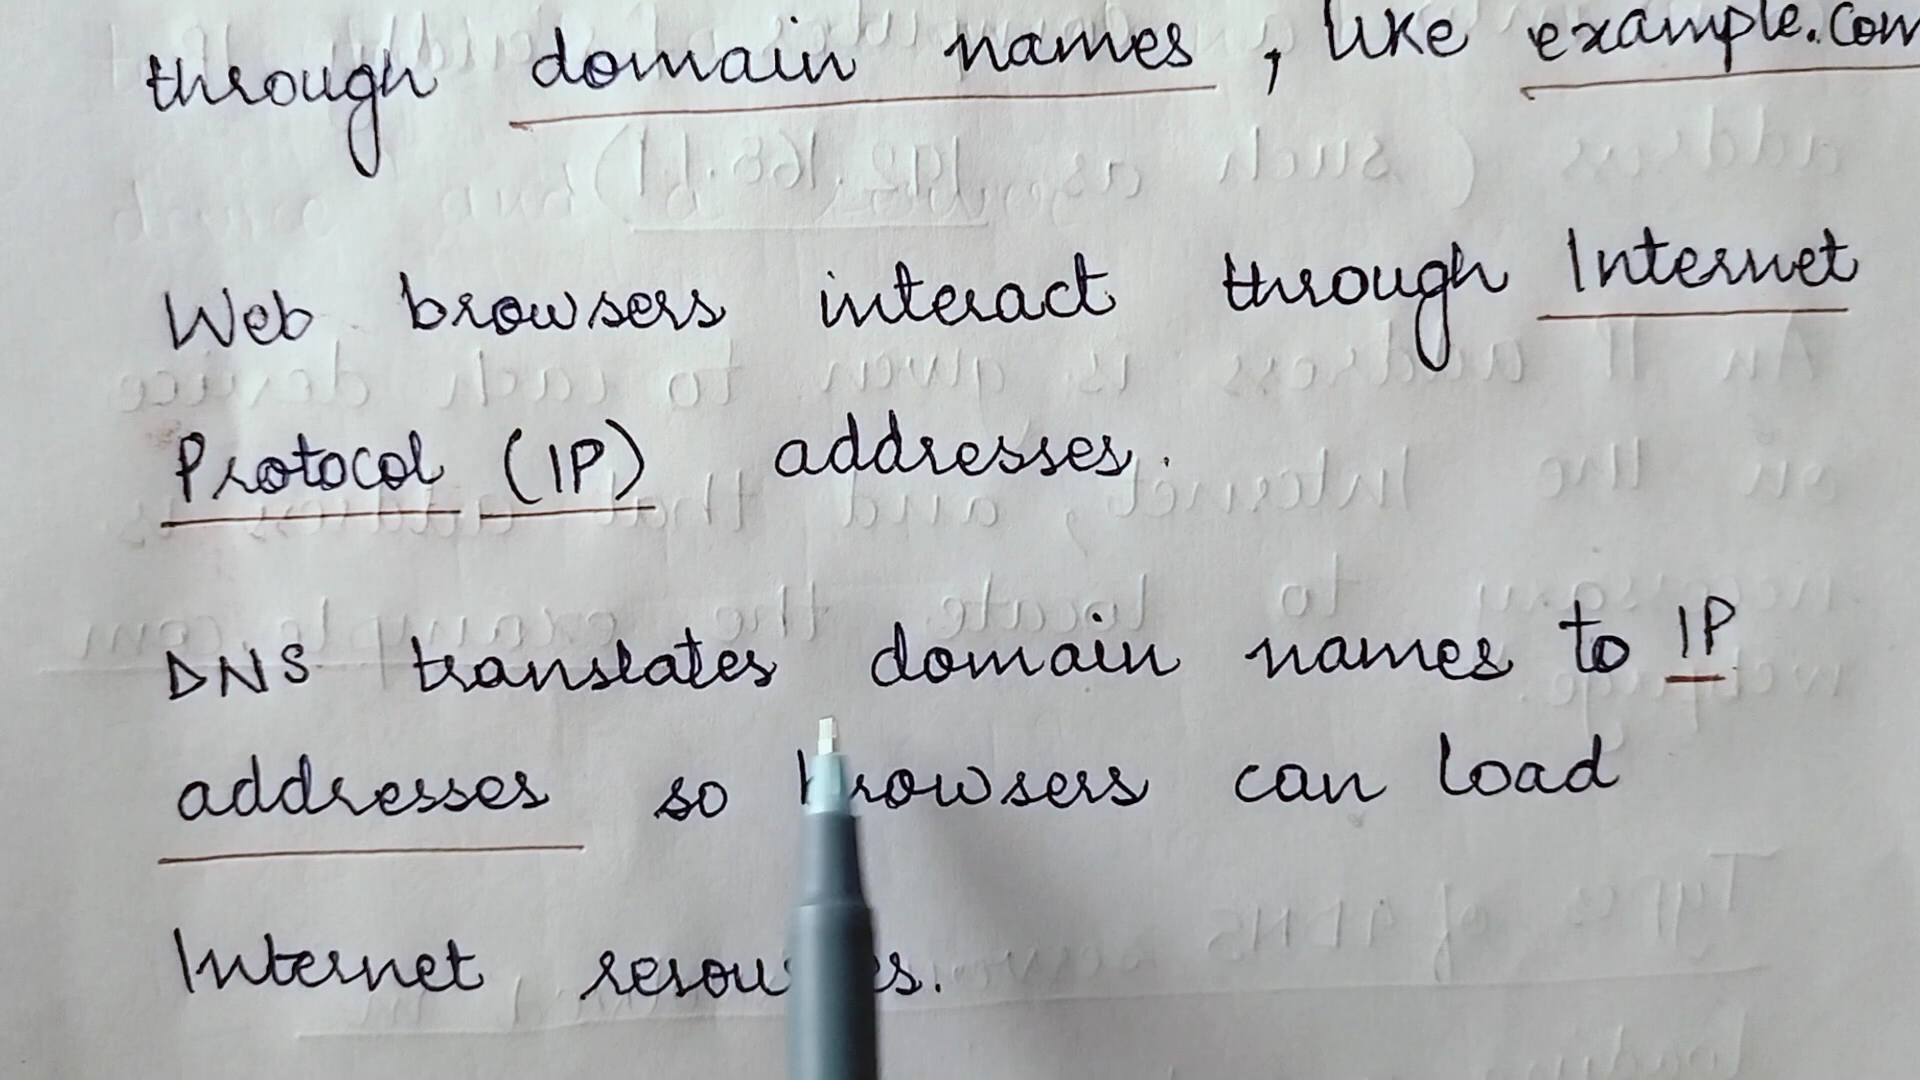 through domain names, like example.com
Web browsers interact through Internet
Protocol (IP) addresses.
DNS translates domain names to IP
addresses so browsers can load
Internet resources.